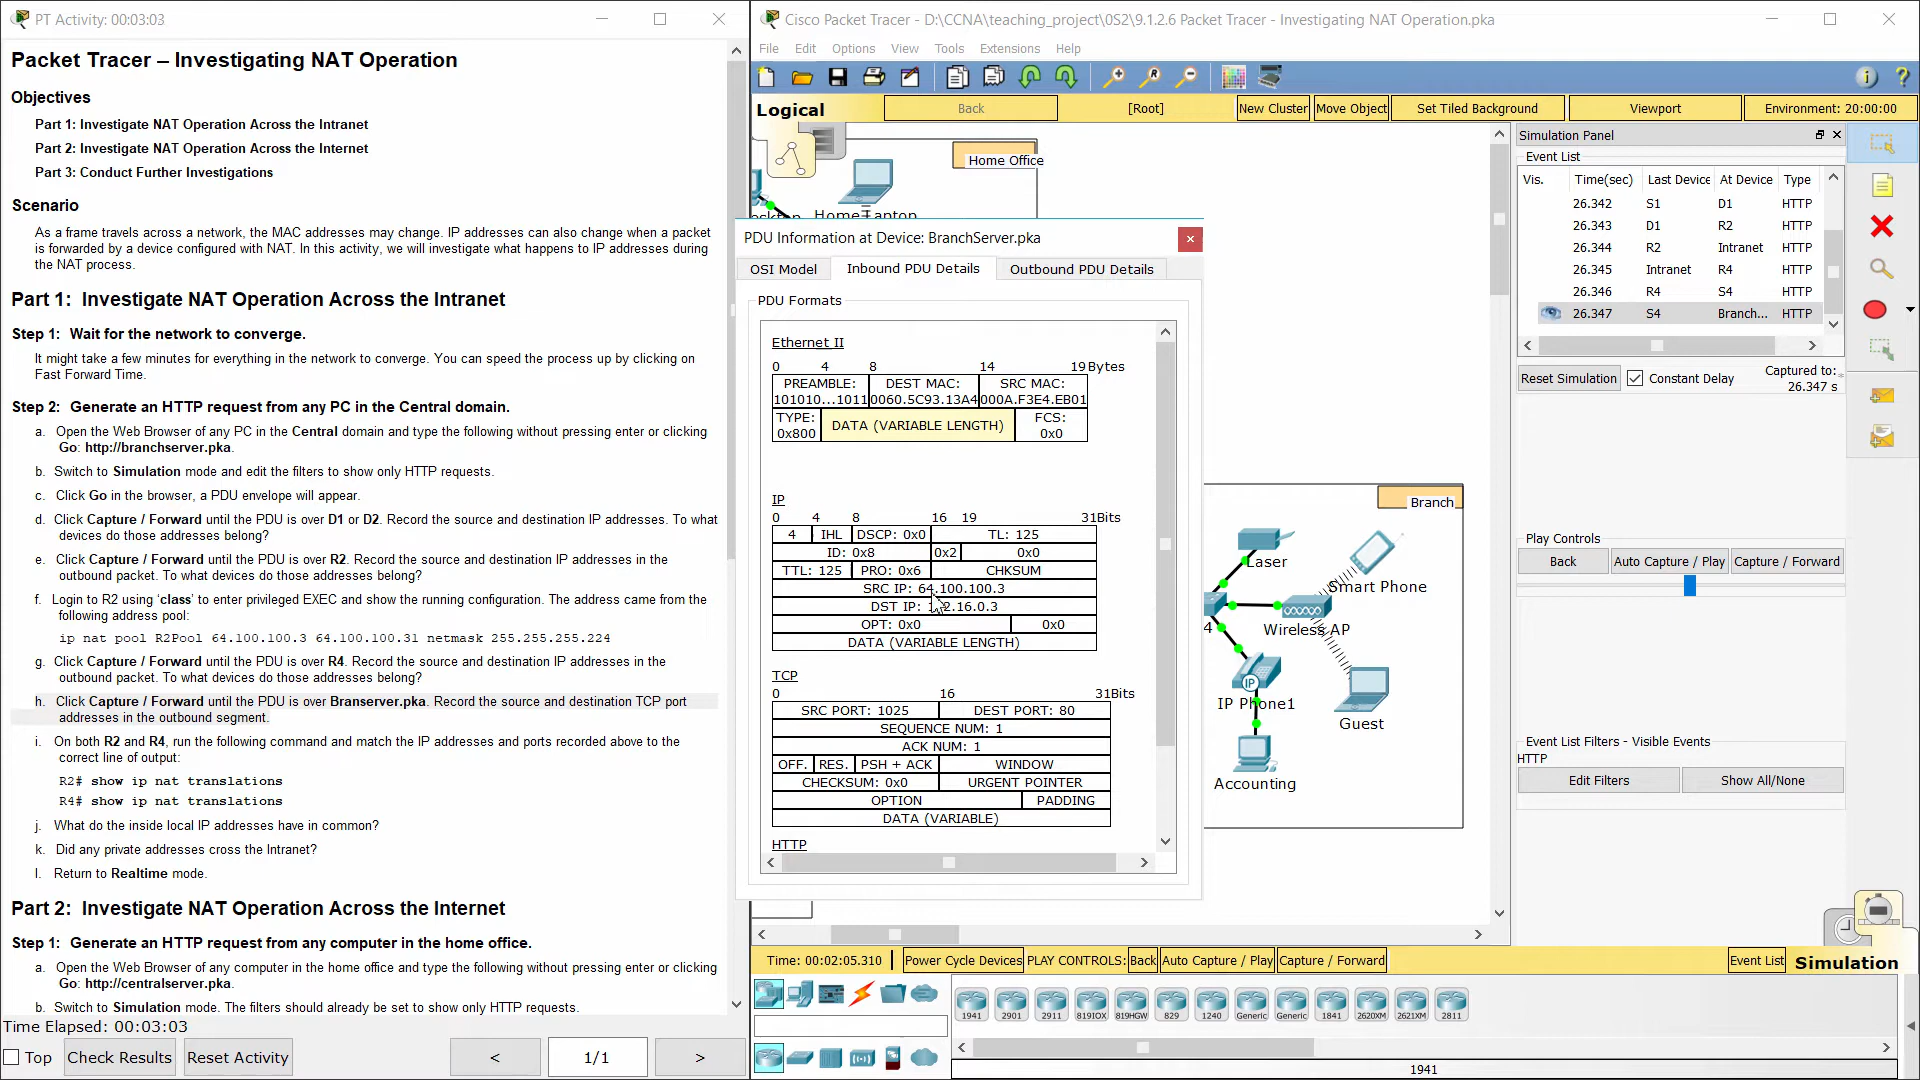 PT Activity: 00:03:03
Packet Tracer – Investigating NAT Operation
Objectives
Part 1: Investigate NAT Operation Across the Intranet
Part 2: Investigate NAT Operation Across the Internet
Part 3: Conduct Further Investigations
Scenario
As a frame travels across a network, the MAC addresses may change. IP addresses can also change when a packet
is forwarded by a device configured with NAT. In this activity, we will investigate what happens to IP addresses during
the NAT process.
Part 1: Investigate NAT Operation Across the Intranet
Step 1: Wait for the network to converge.
It might take a few minutes for everything in the network to converge. You can speed the process up by clicking on
Fast Forward Time.
Step 2: Generate an HTTP request from any PC in the Central domain.
a. Open the Web Browser of any PC in the Central domain and type the following without pressing enter or clicking
Go: http://branchserver.pka.
b. Switch to Simulation mode and edit the filters to show only HTTP requests.
c. Click Go in the browser, a PDU envelope will appear.
d. Click Capture / Forward until the PDU is over D1 or D2. Record the source and destination IP addresses. To what
devices do those addresses belong?
e. Click Capture / Forward until the PDU is over R2. Record the source and destination IP addresses in the
outbound packet. To what devices do those addresses belong?
f. Login to R2 using ‘class’ to enter privileged EXEC and show the running configuration. The address came from the
following address pool:
ip nat pool R2Pool 64.100.100.3 64.100.100.31 netmask 255.255.255.224
g. Click Capture / Forward until the PDU is over R4. Record the source and destination IP addresses in the
outbound packet. To what devices do those addresses belong?
h. Click Capture / Forward until the PDU is over Branserver.pka. Record the source and destination TCP port
addresses in the outbound segment.
i. On both R2 and R4, run the following command and match the IP addresses and ports recorded above to the
correct line of output:
R2# show ip nat translations
R4# show ip nat translations
j. What do the inside local IP addresses have in common?
k. Did any private addresses cross the Intranet?
l. Return to Realtime mode.
Part 2: Investigate NAT Operation Across the Internet
Step 1: Generate an HTTP request from any computer in the home office.
a. Open the Web Browser of any computer in the home office and type the following without pressing enter or clicking
Go: http://centralserver.pka.
b. Switch to Simulation mode. The filters should already be set to show only HTTP requests.
Time Elapsed: 00:03:03
Top Check Results Reset Activity < 1/1 >
Cisco Packet Tracer - D:\CCNA\teaching_project\0S2\9.1.2.6 Packet Tracer - Investigating NAT Operation.pka
File Edit Options View Tools Extensions Help
Logical Back [Root] New Cluster Move Object Set Tiled Background Viewport Environment: 20:00:00
Home Office
Home Laptop
PDU Information at Device: BranchServer.pka
OSI Model Inbound PDU Details Outbound PDU Details
PDU Formats
Ethernet II
0 4 8 14 19 Bytes
PREAMBLE: DEST MAC: SRC MAC:
101010...1011 0060.5C93.13A4 000A.F3E4.EB01
TYPE: DATA (VARIABLE LENGTH) FCS:
0x800 0x0
IP
0 4 8 16 19 31 Bits
4 IHL DSCP: 0x0 TL: 125
ID: 0x8 0x2 0x0
TTL: 125 PRO: 0x6 CHKSUM
SRC IP: 64.100.100.3
DST IP: 172.16.0.3
OPT: 0x0 0x0
DATA (VARIABLE LENGTH)
TCP
0 16 31 Bits
SRC PORT: 1025 DEST PORT: 80
SEQUENCE NUM: 1
ACK NUM: 1
OFF. RES. PSH + ACK WINDOW
CHECKSUM: 0x0 URGENT POINTER
OPTION PADDING
DATA (VARIABLE)
HTTP
Branch
Laser
Smart Phone
4 Wireless AP
IP
IP Phone1
Guest
Accounting
Simulation Panel
Event List
Vis. Time(sec) Last Device At Device Type
26.342 S1 D1 HTTP
26.343 D1 R2 HTTP
26.344 R2 Intranet HTTP
26.345 Intranet R4 HTTP
26.346 R4 S4 HTTP
26.347 S4 Branch... HTTP
Reset Simulation Constant Delay Captured to:
26.347 s
Play Controls
Back Auto Capture / Play Capture / Forward
Event List Filters - Visible Events
HTTP
Edit Filters Show All/None
Time: 00:02:05.310 Power Cycle Devices PLAY CONTROLS: Back Auto Capture / Play Capture / Forward Event List Simulation
1941 2901 2911 819IOX 819HGW 829 1240 Generic Generic 1841 2620XM 2621XM 2811
1941